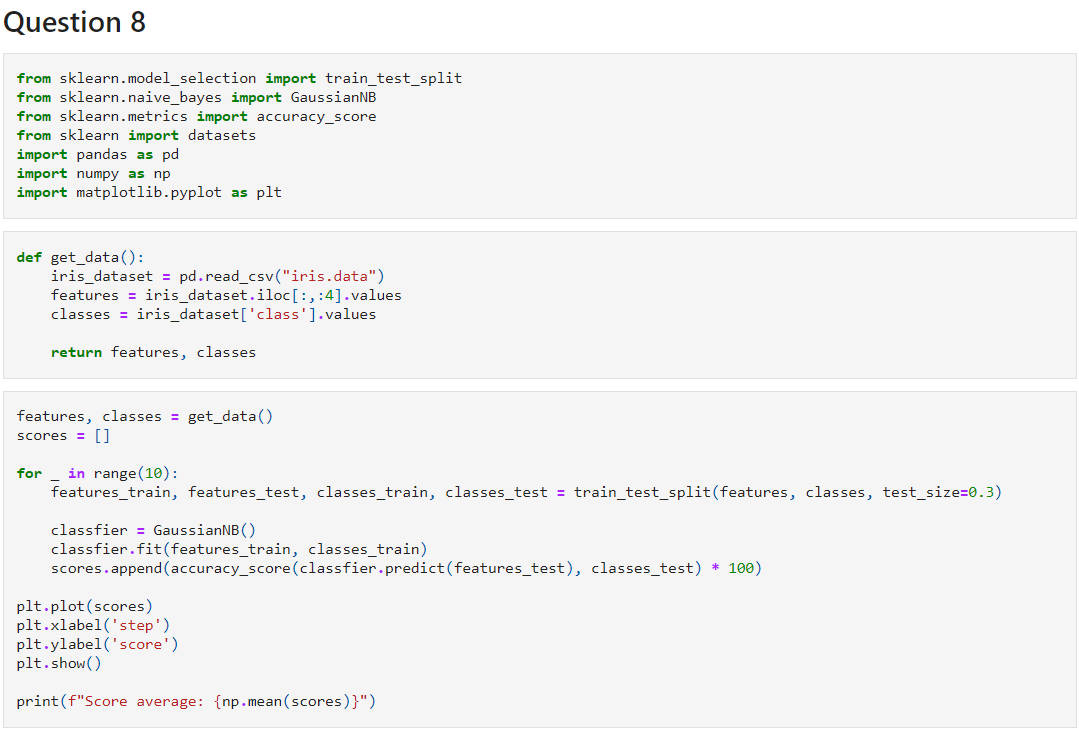 Question 8
from sklearn.model_selection import train_test_split
from sklearn.naive_bayes import GaussianNB
from sklearn.metrics import accuracy_score
from sklearn import datasets
import pandas as pd
import numpy as np
import matplotlib.pyplot as plt
def get_data():
    iris_dataset = pd.read_csv("iris.data")
    features = iris_dataset.iloc[:,:4].values
    classes = iris_dataset['class'].values
    return features, classes
features, classes = get_data()
scores = []
for _ in range(10):
    features_train, features_test, classes_train, classes_test = train_test_split(features, classes, test_size=0.3)
    classfier = GaussianNB()
    classfier.fit(features_train, classes_train)
    scores.append(accuracy_score(classfier.predict(features_test), classes_test) * 100)
plt.plot(scores)
plt.xlabel('step')
plt.ylabel('score')
plt.show()
print(f"Score average: {np.mean(scores)}")